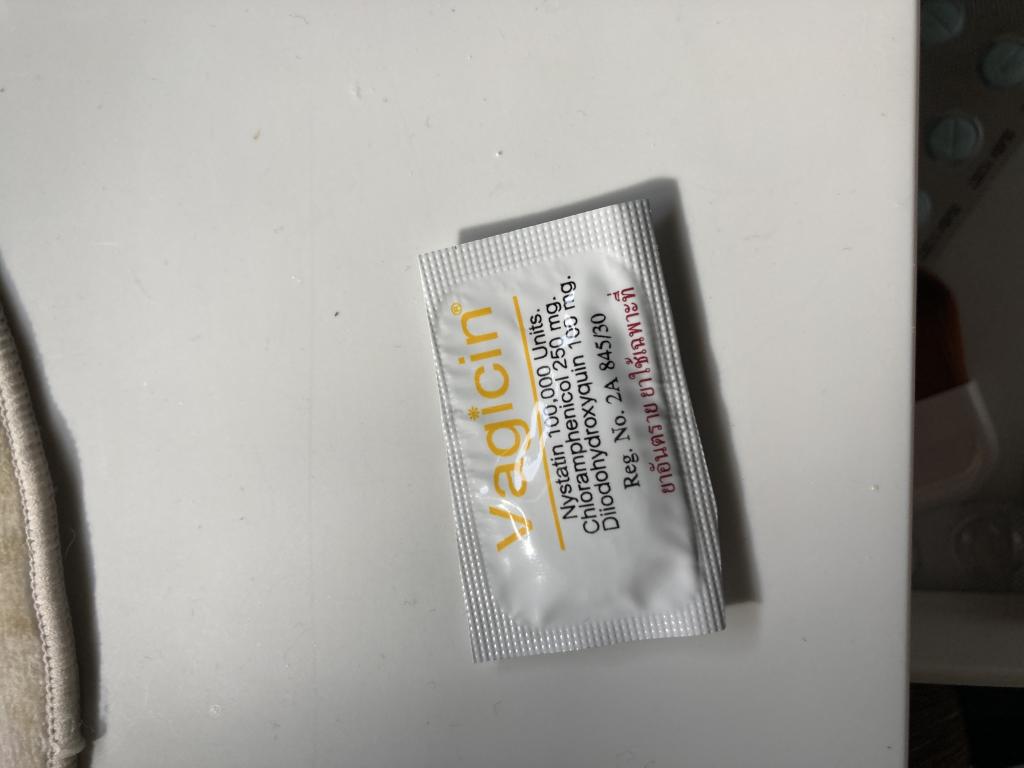 vagicin®
Nystatin 100,000 Units.
Chloramphenicol 250 mg.
Diiodohydroxyquin 100 mg.
Reg. No. 2A 845/30
ยาอันตราย ยาใช้เฉพาะที่